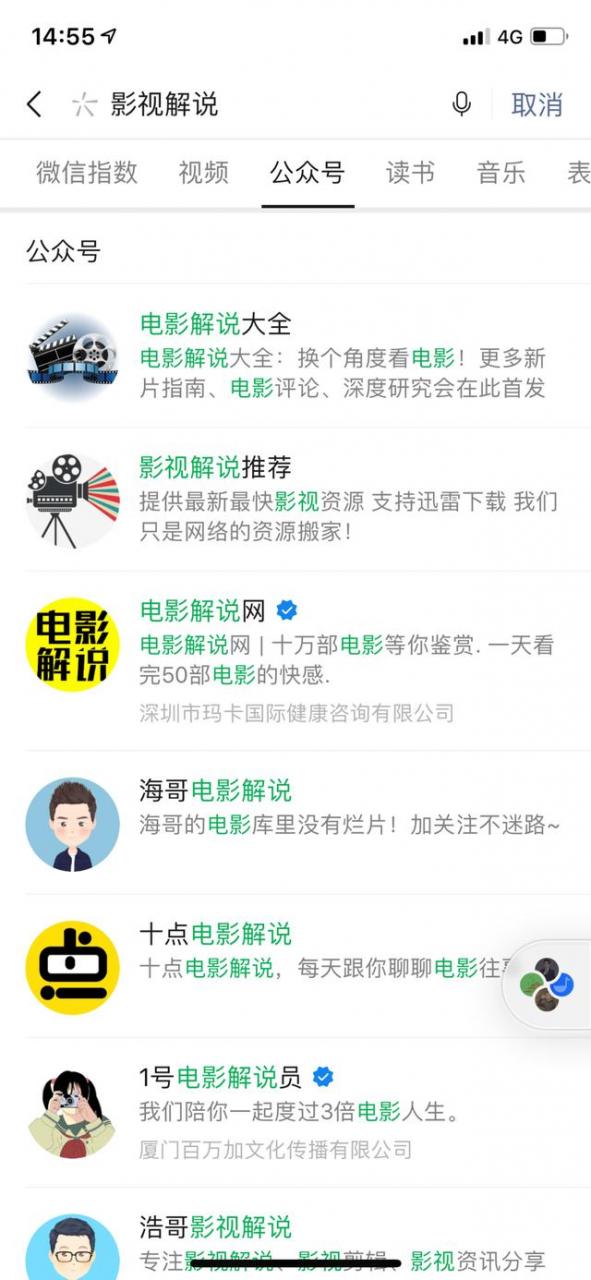 14:55
4G
影视解说
取消
微信指数 视频 公众号 读书 音乐 表
公众号
电影解说大全
电影解说大全：换个角度看电影！更多新
片指南、电影评论、深度研究会在此首发
影视解说推荐
提供最新最快影视资源 支持迅雷下载 我们
只是网络的资源搬家！
电影解说网
电影
解说
电影解说网 | 十万部电影等你鉴赏. 一天看
完50部电影的快感.
深圳市玛卡国际健康咨询有限公司
海哥电影解说
海哥的电影库里没有烂片！加关注不迷路~
十点电影解说
十点电影解说，每天跟你聊聊电影往
1号电影解说员
我们陪你一起度过3倍电影人生。
厦门百万加文化传播有限公司
浩哥影视解说
专注影视解说、影视剪辑、影视资讯分享